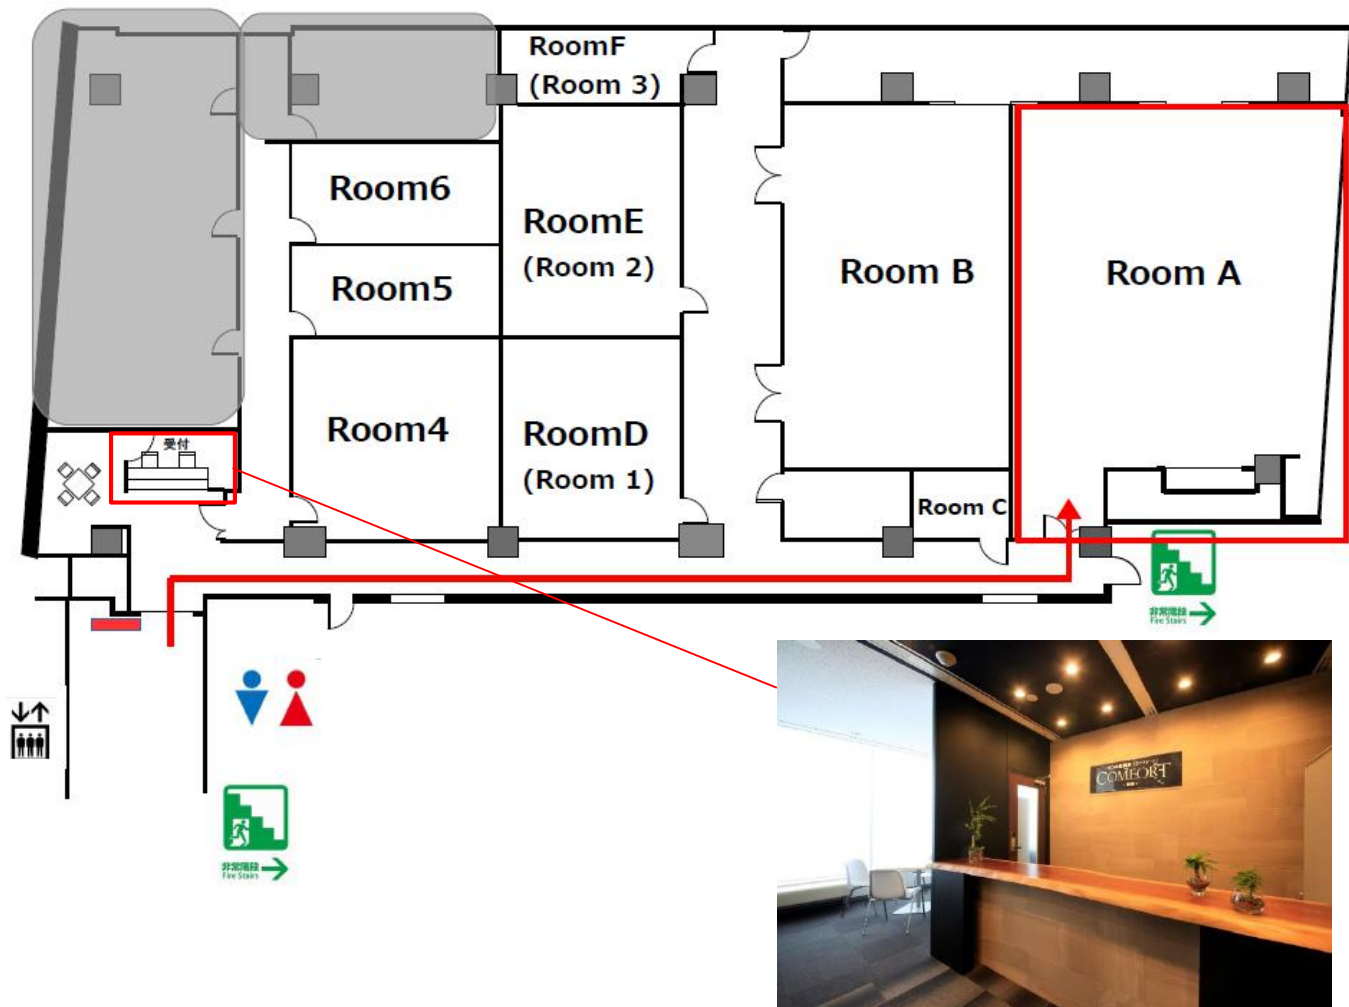 RoomF
(Room 3)
Room6
RoomE
(Room 2)
Room5
Room B
Room A
Room4
RoomD
(Room 1)
受付
Room C
非常階段
Fire Stairs
非常階段
Fire Stairs
COMFORT